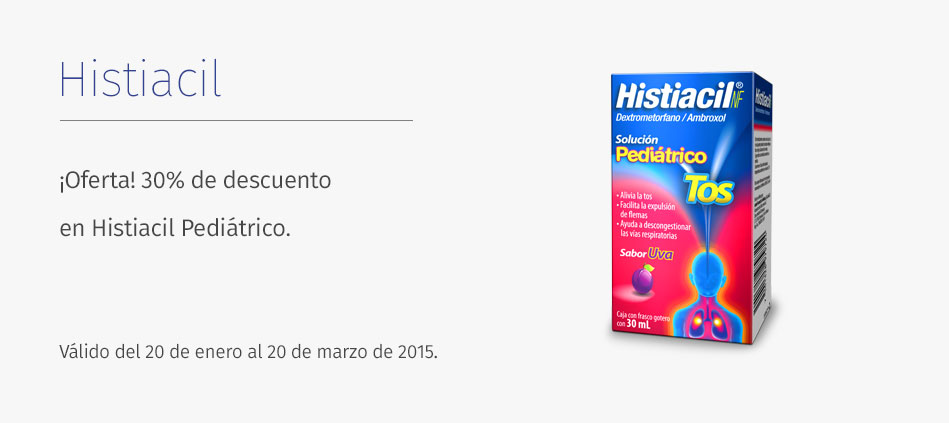 Histiacil
¡Oferta! 30% de descuento
en Histiacil Pediátrico.
Válido del 20 de enero al 20 de marzo de 2015.
Histiacil® NF
Dextrometorfano / Ambroxol
Solución
Pediátrico
Tos
• Alivia la tos
• Facilita la expulsión
de flemas
• Ayuda a descongestionar
las vías respiratorias
Sabor Uva
Caja con frasco gotero
con 30 mL
Histiacil